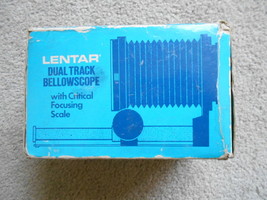 LENTAR®
DUAL TRACK
BELLOWSCOPE
with Critical
Focusing
Scale